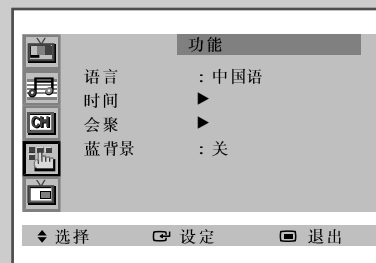 功能
语言 : 中国语
时间 ▶
会聚 ▶
蓝背景 : 关
CH
选择 设定 退出